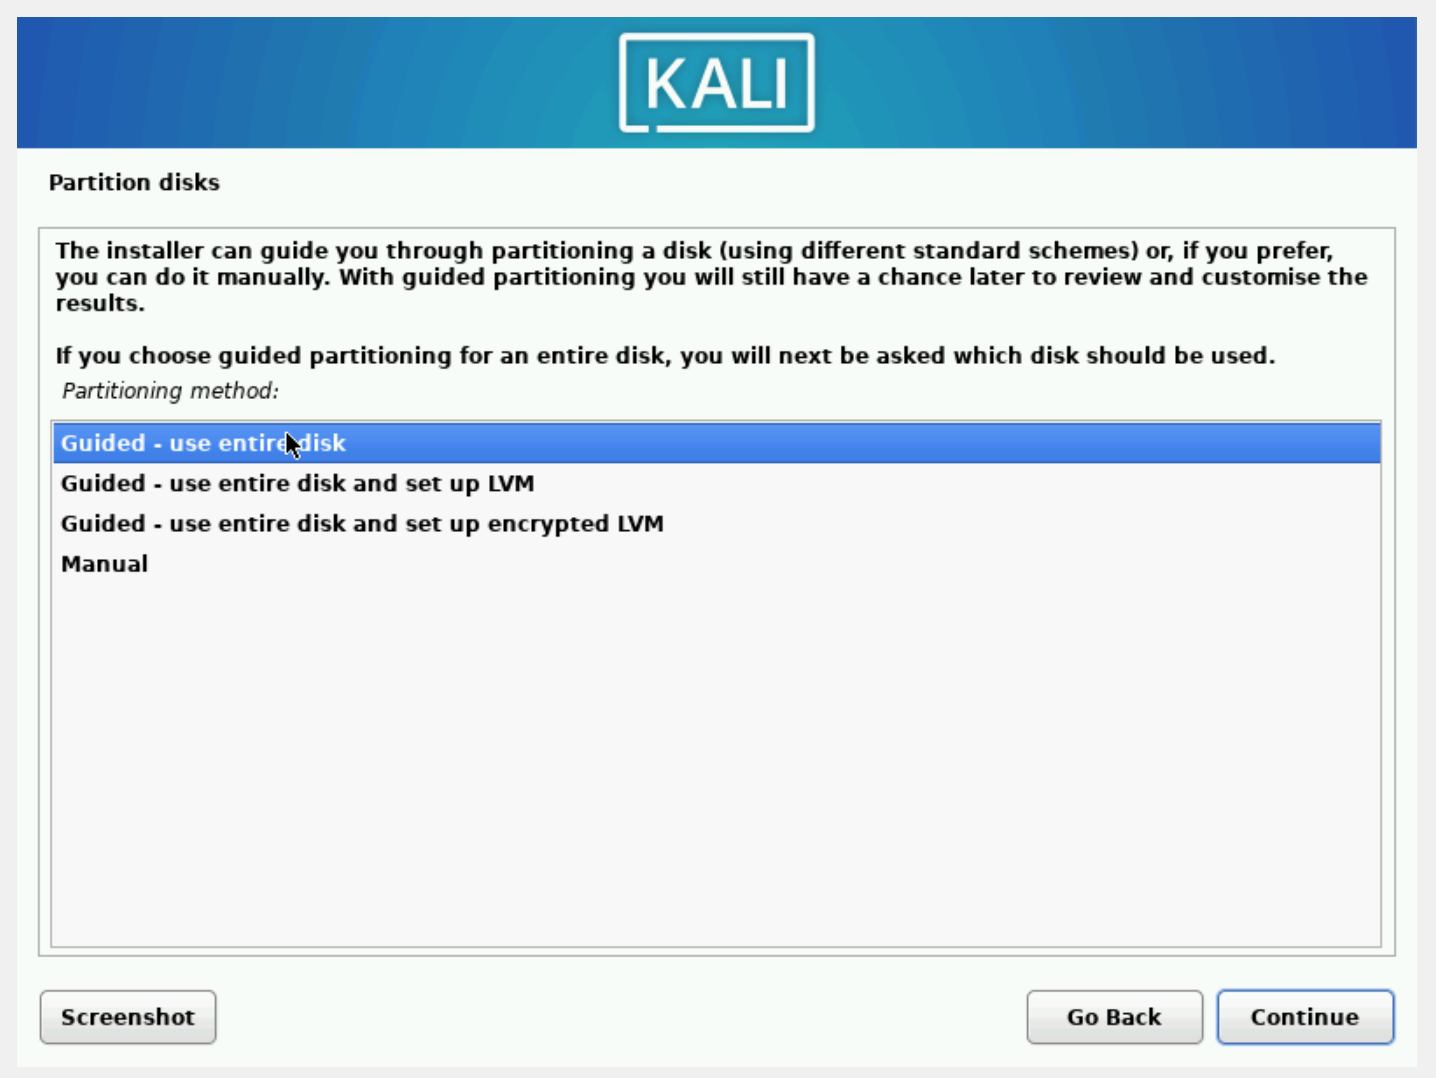 KALI
Partition disks
The installer can guide you through partitioning a disk (using different standard schemes) or, if you prefer,
you can do it manually. With guided partitioning you will still have a chance later to review and customise the
results.
If you choose guided partitioning for an entire disk, you will next be asked which disk should be used.
Partitioning method:
Guided - use entire disk
Guided - use entire disk and set up LVM
Guided - use entire disk and set up encrypted LVM
Manual
Screenshot
Go Back
Continue